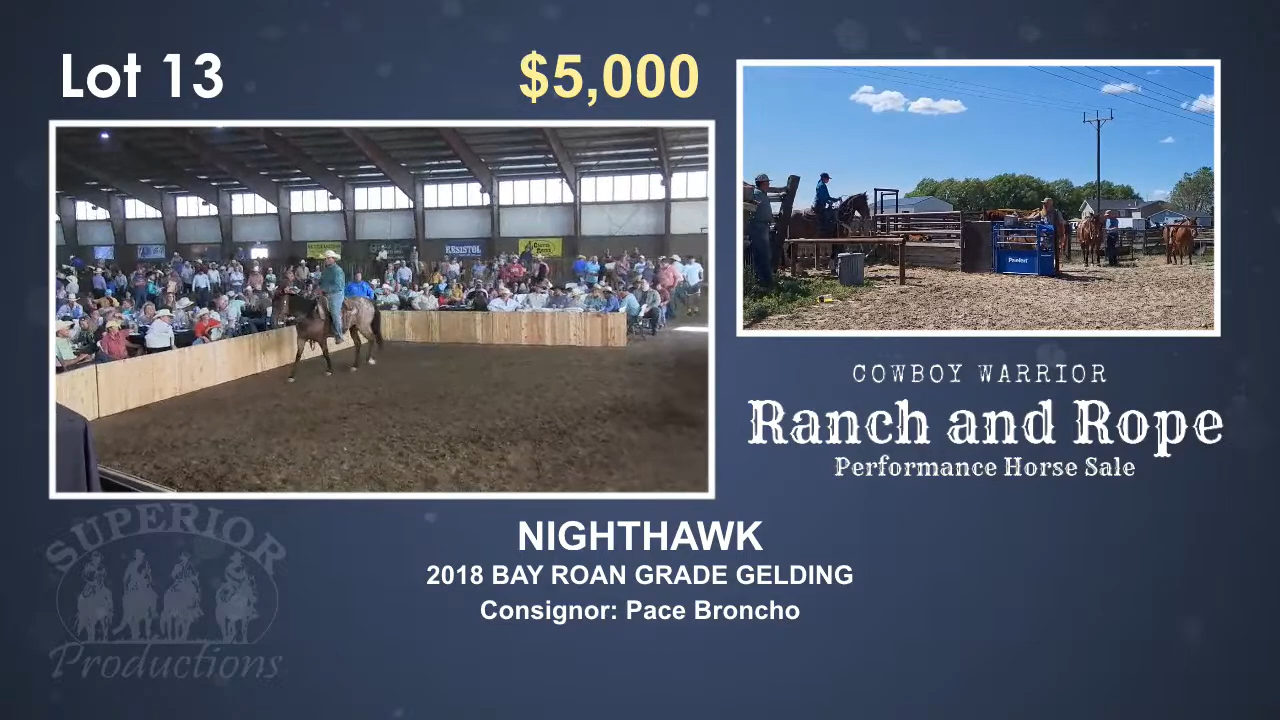 Lot 13
$5,000
RESISTOL
COWBOY WARRIOR
Ranch and Rope
Performance Horse Sale
NIGHTHAWK
2018 BAY ROAN GRADE GELDING
Consignor: Pace Broncho
SUPERIOR
Productions